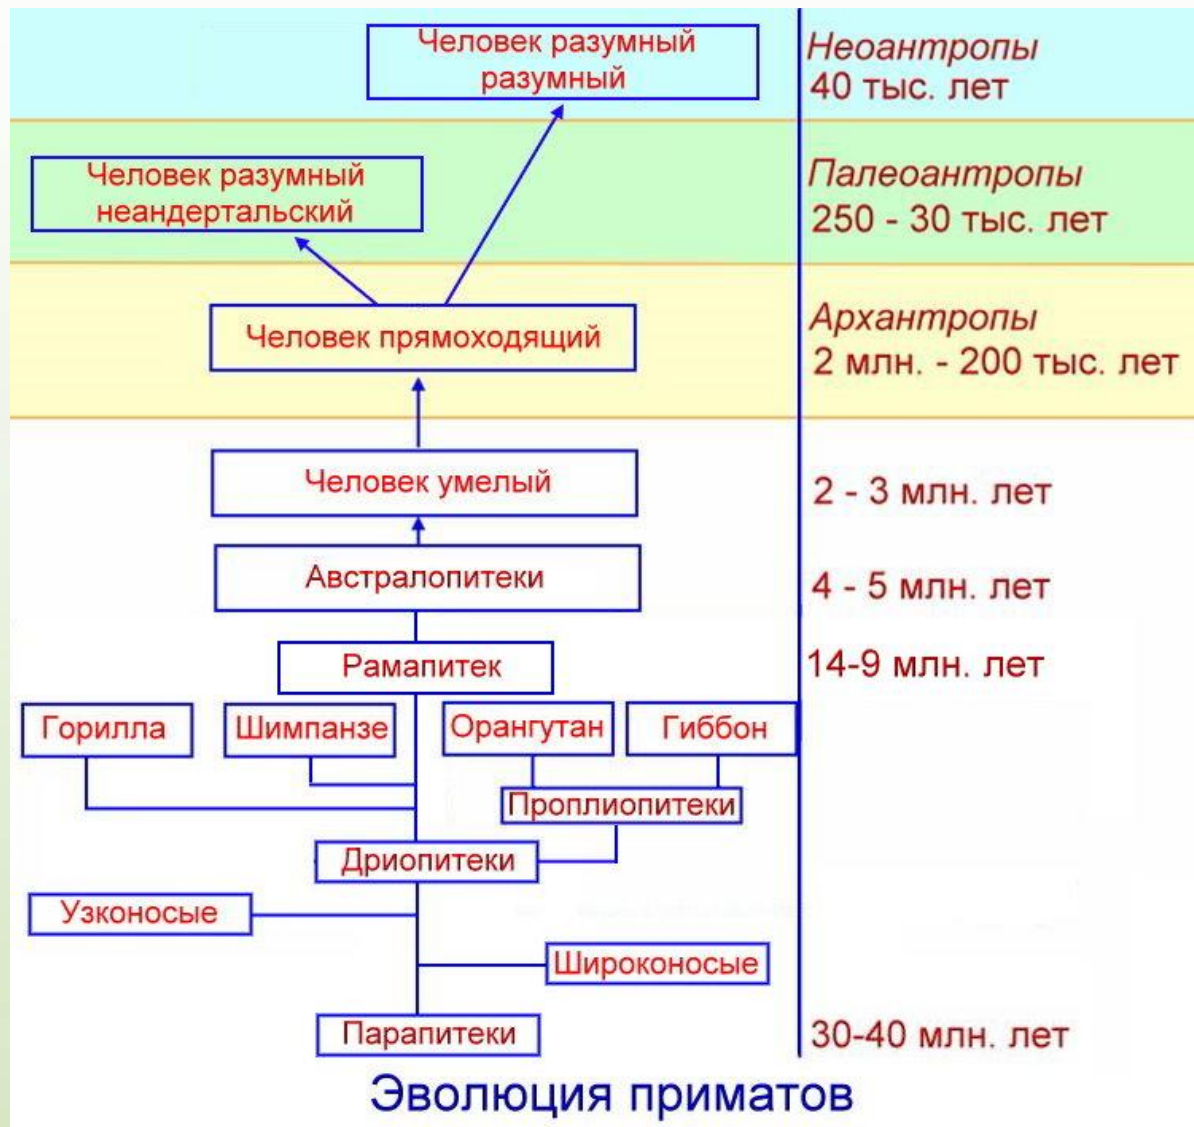 Человек разумный
разумный
Неоантропы
40 тыс. лет
Человек разумный
неандертальский
Палеоантропы
250 - 30 тыс. лет
Человек прямоходящий
Архантропы
2 млн. - 200 тыс. лет
Человек умелый
2 - 3 млн. лет
Австралопитеки
4 - 5 млн. лет
Рамапитек
14-9 млн. лет
Горилла
Шимпанзе
Орангутан
Гиббон
Проплиопитеки
Дриопитеки
Узконосые
Широконосые
Парапитеки
30-40 млн. лет
Эволюция приматов